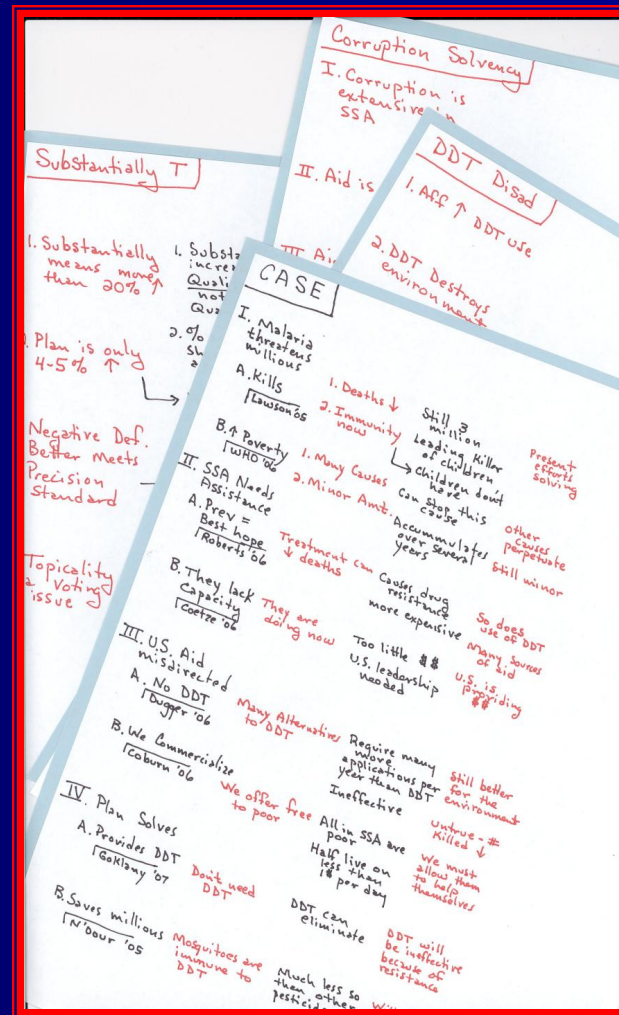 Corruption Solvency
I. Corruption is
extensive in
SSA
II. Aid is
III Aid
DDT Disad
1. Aff ↑ DDT use
2. DDT Destroys
environment
Substantially T
1. Substantially
means more
than 20% ↑
1. Substa
increa
Quali
not
Qua
2. %
sh
a
. Plan is only
4-5% ↑
Negative Def.
Better Meets
Precision
Standard
Topicality
a Voting
issue
CASE
I. Malaria
threatens
millions
A. Kills
Lawson '05
1. Deaths ↓
2. Immunity
now
Still 3
million
Leading Killer
of children
Children don't
have
Present
efforts
solving
B. ↑ Poverty
WHO '06
1. Many Causes
2. Minor Amt.
Can stop this
cause
Accummulates
over several
years
other
causes
perpetuate
Still minor
II. SSA Needs
Assistance
A. Prev =
Best hope
Roberts '06
Treatment can
↓ deaths
Causes drug
resistance
more expensive
So does
use of DDT
B. They lack
Capacity
Coetze '06
They are
doing now
Too little $$
U.S. leadership
needed
Many Sources
of aid
U.S. is
providing
$$
III. U.S. Aid
misdirected
A. No DDT
Dugger '06
Many Alternatives
to DDT
Require many
more
applications per
year than DDT
Ineffective
still better
for the
environment
Untrue - #
Killed ↓
B. We Commercialize
Coburn '06
We offer free
to poor
All in SSA are
poor
Half live on
less than
1$ per day
We must
allow them
to help
themselves
IV. Plan Solves
A. Provides DDT
Goklany '07
Don't need
DDT
DDT can
eliminate
DDT will
be ineffective
because of
resistance
B. Saves millions
N'Dour '05
Mosquitoes are
immune to
DDT
Much less so
than other
pesticide